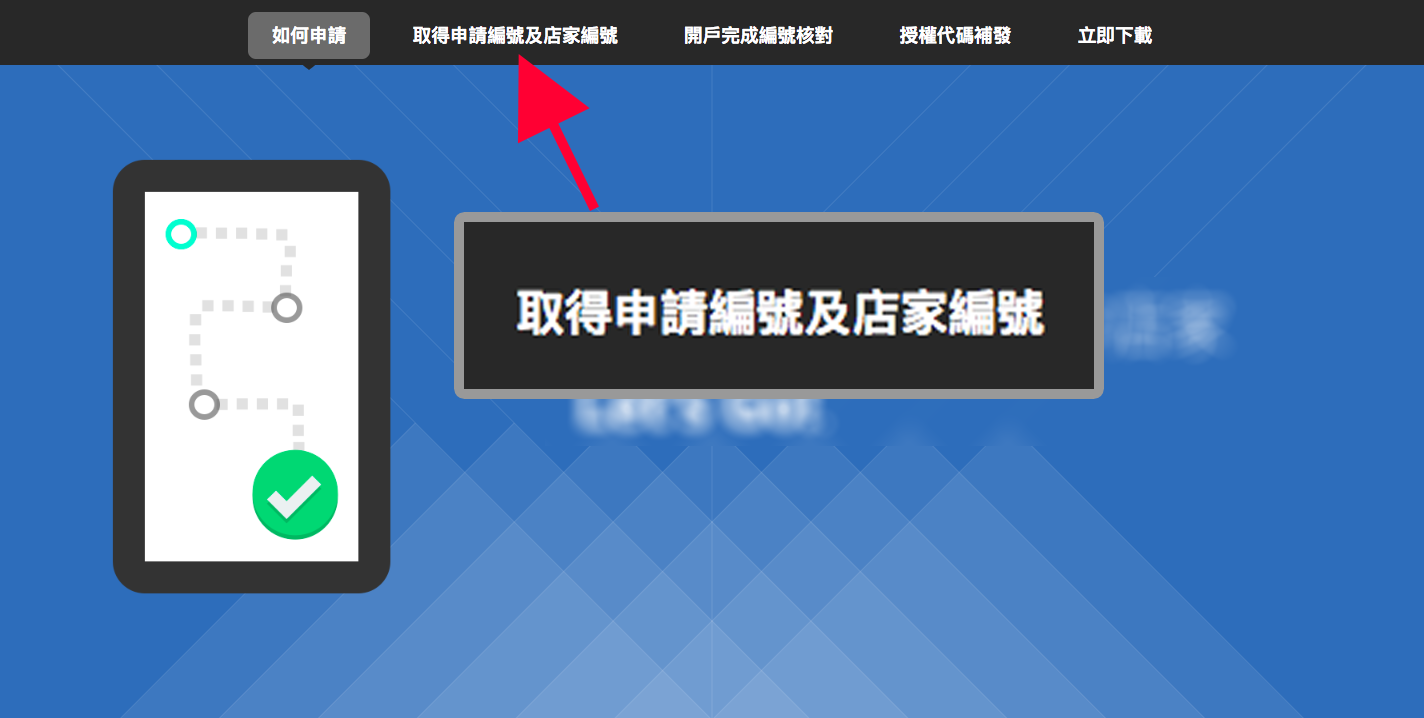 如何申請
取得申請編號及店家編號
開戶完成編號核對
授權代碼補發
立即下載
取得申請編號及店家編號